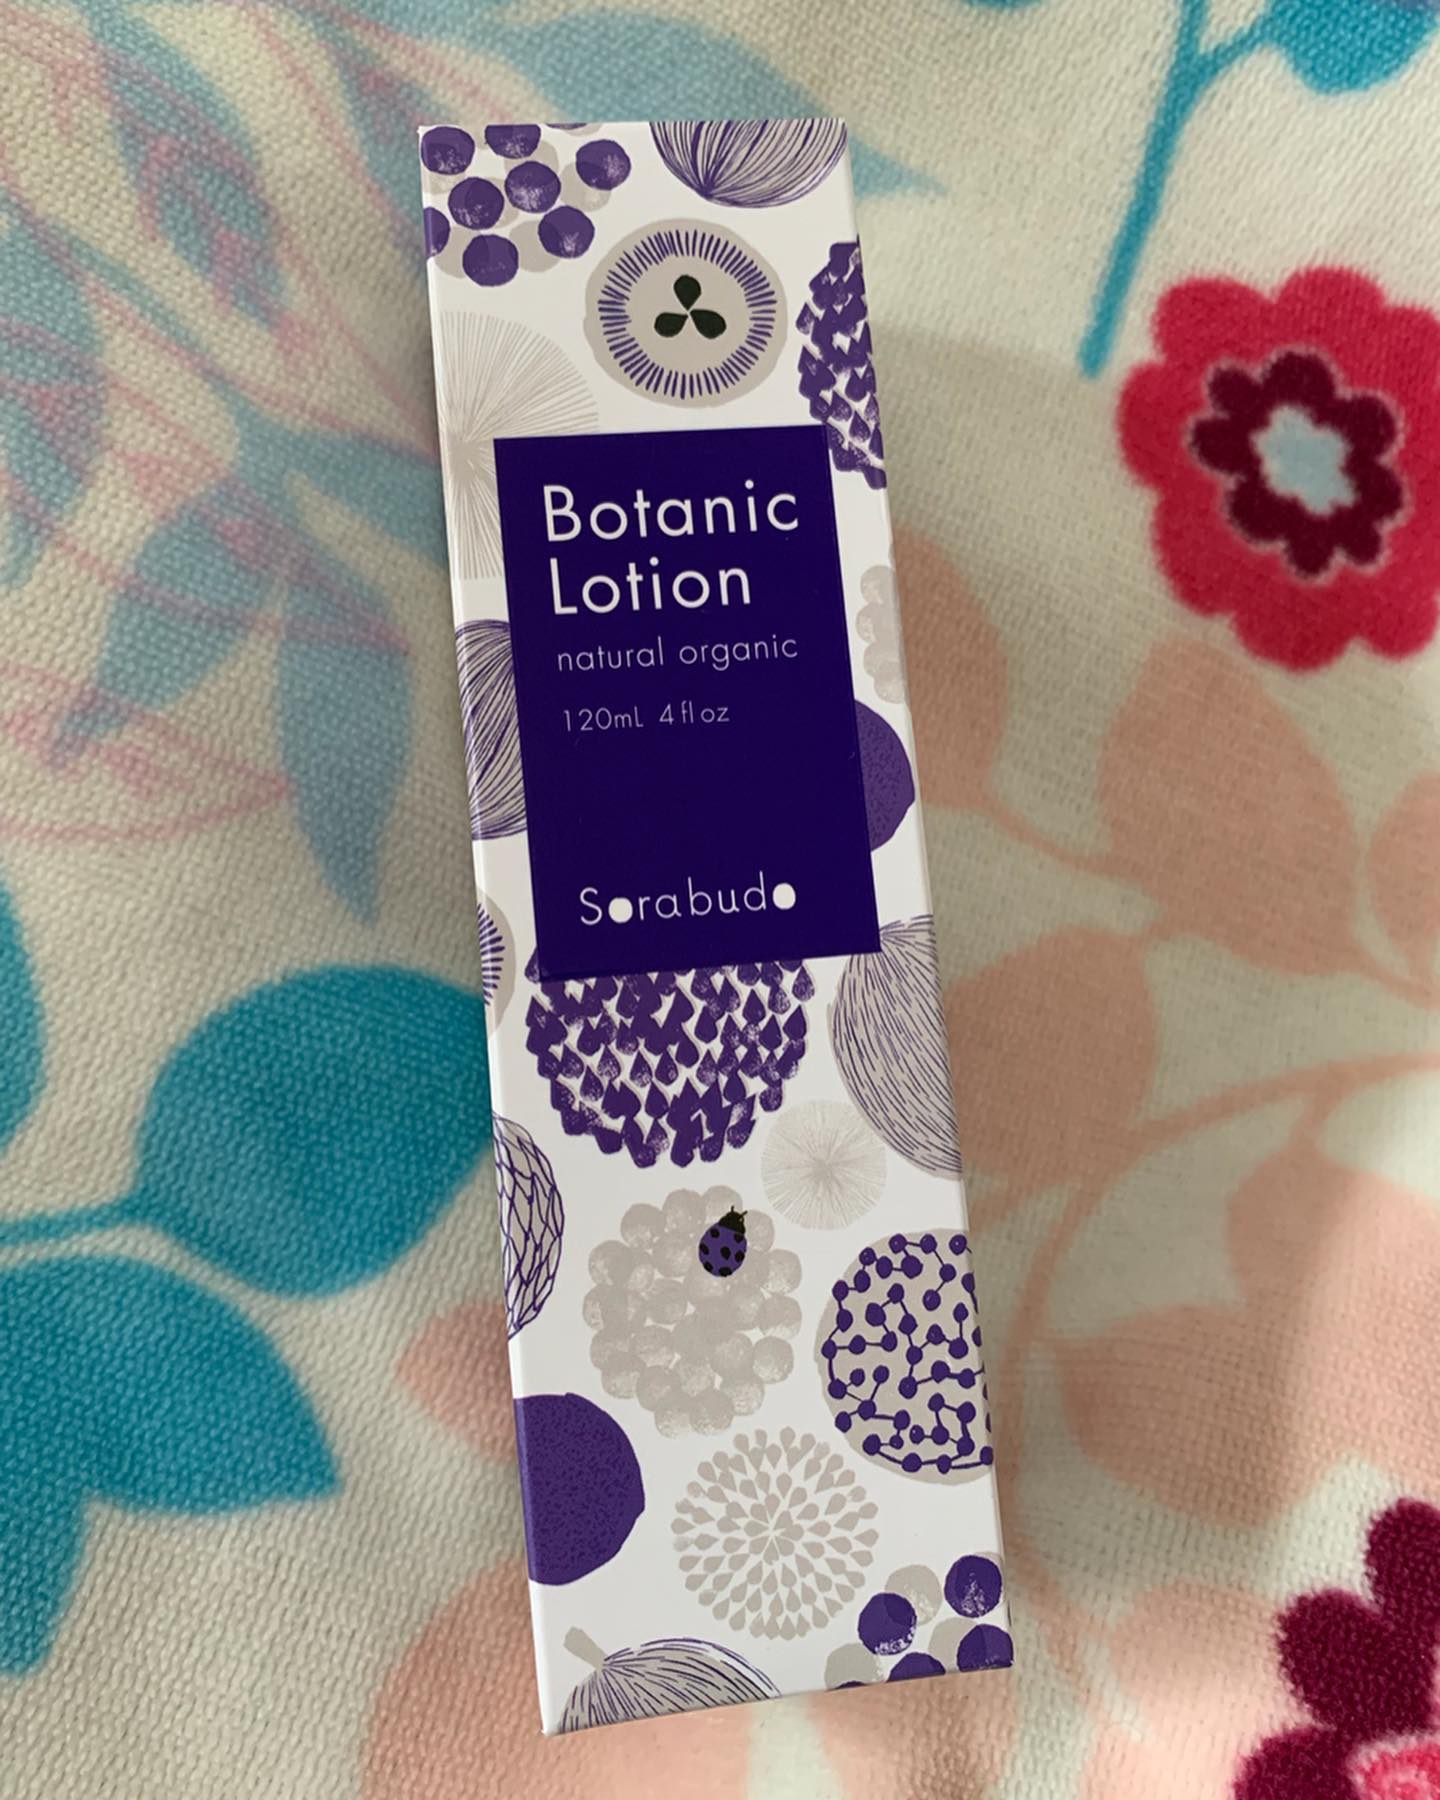 Botanic
Lotion
natural organic
120mL 4 fl oz
Sorabudo